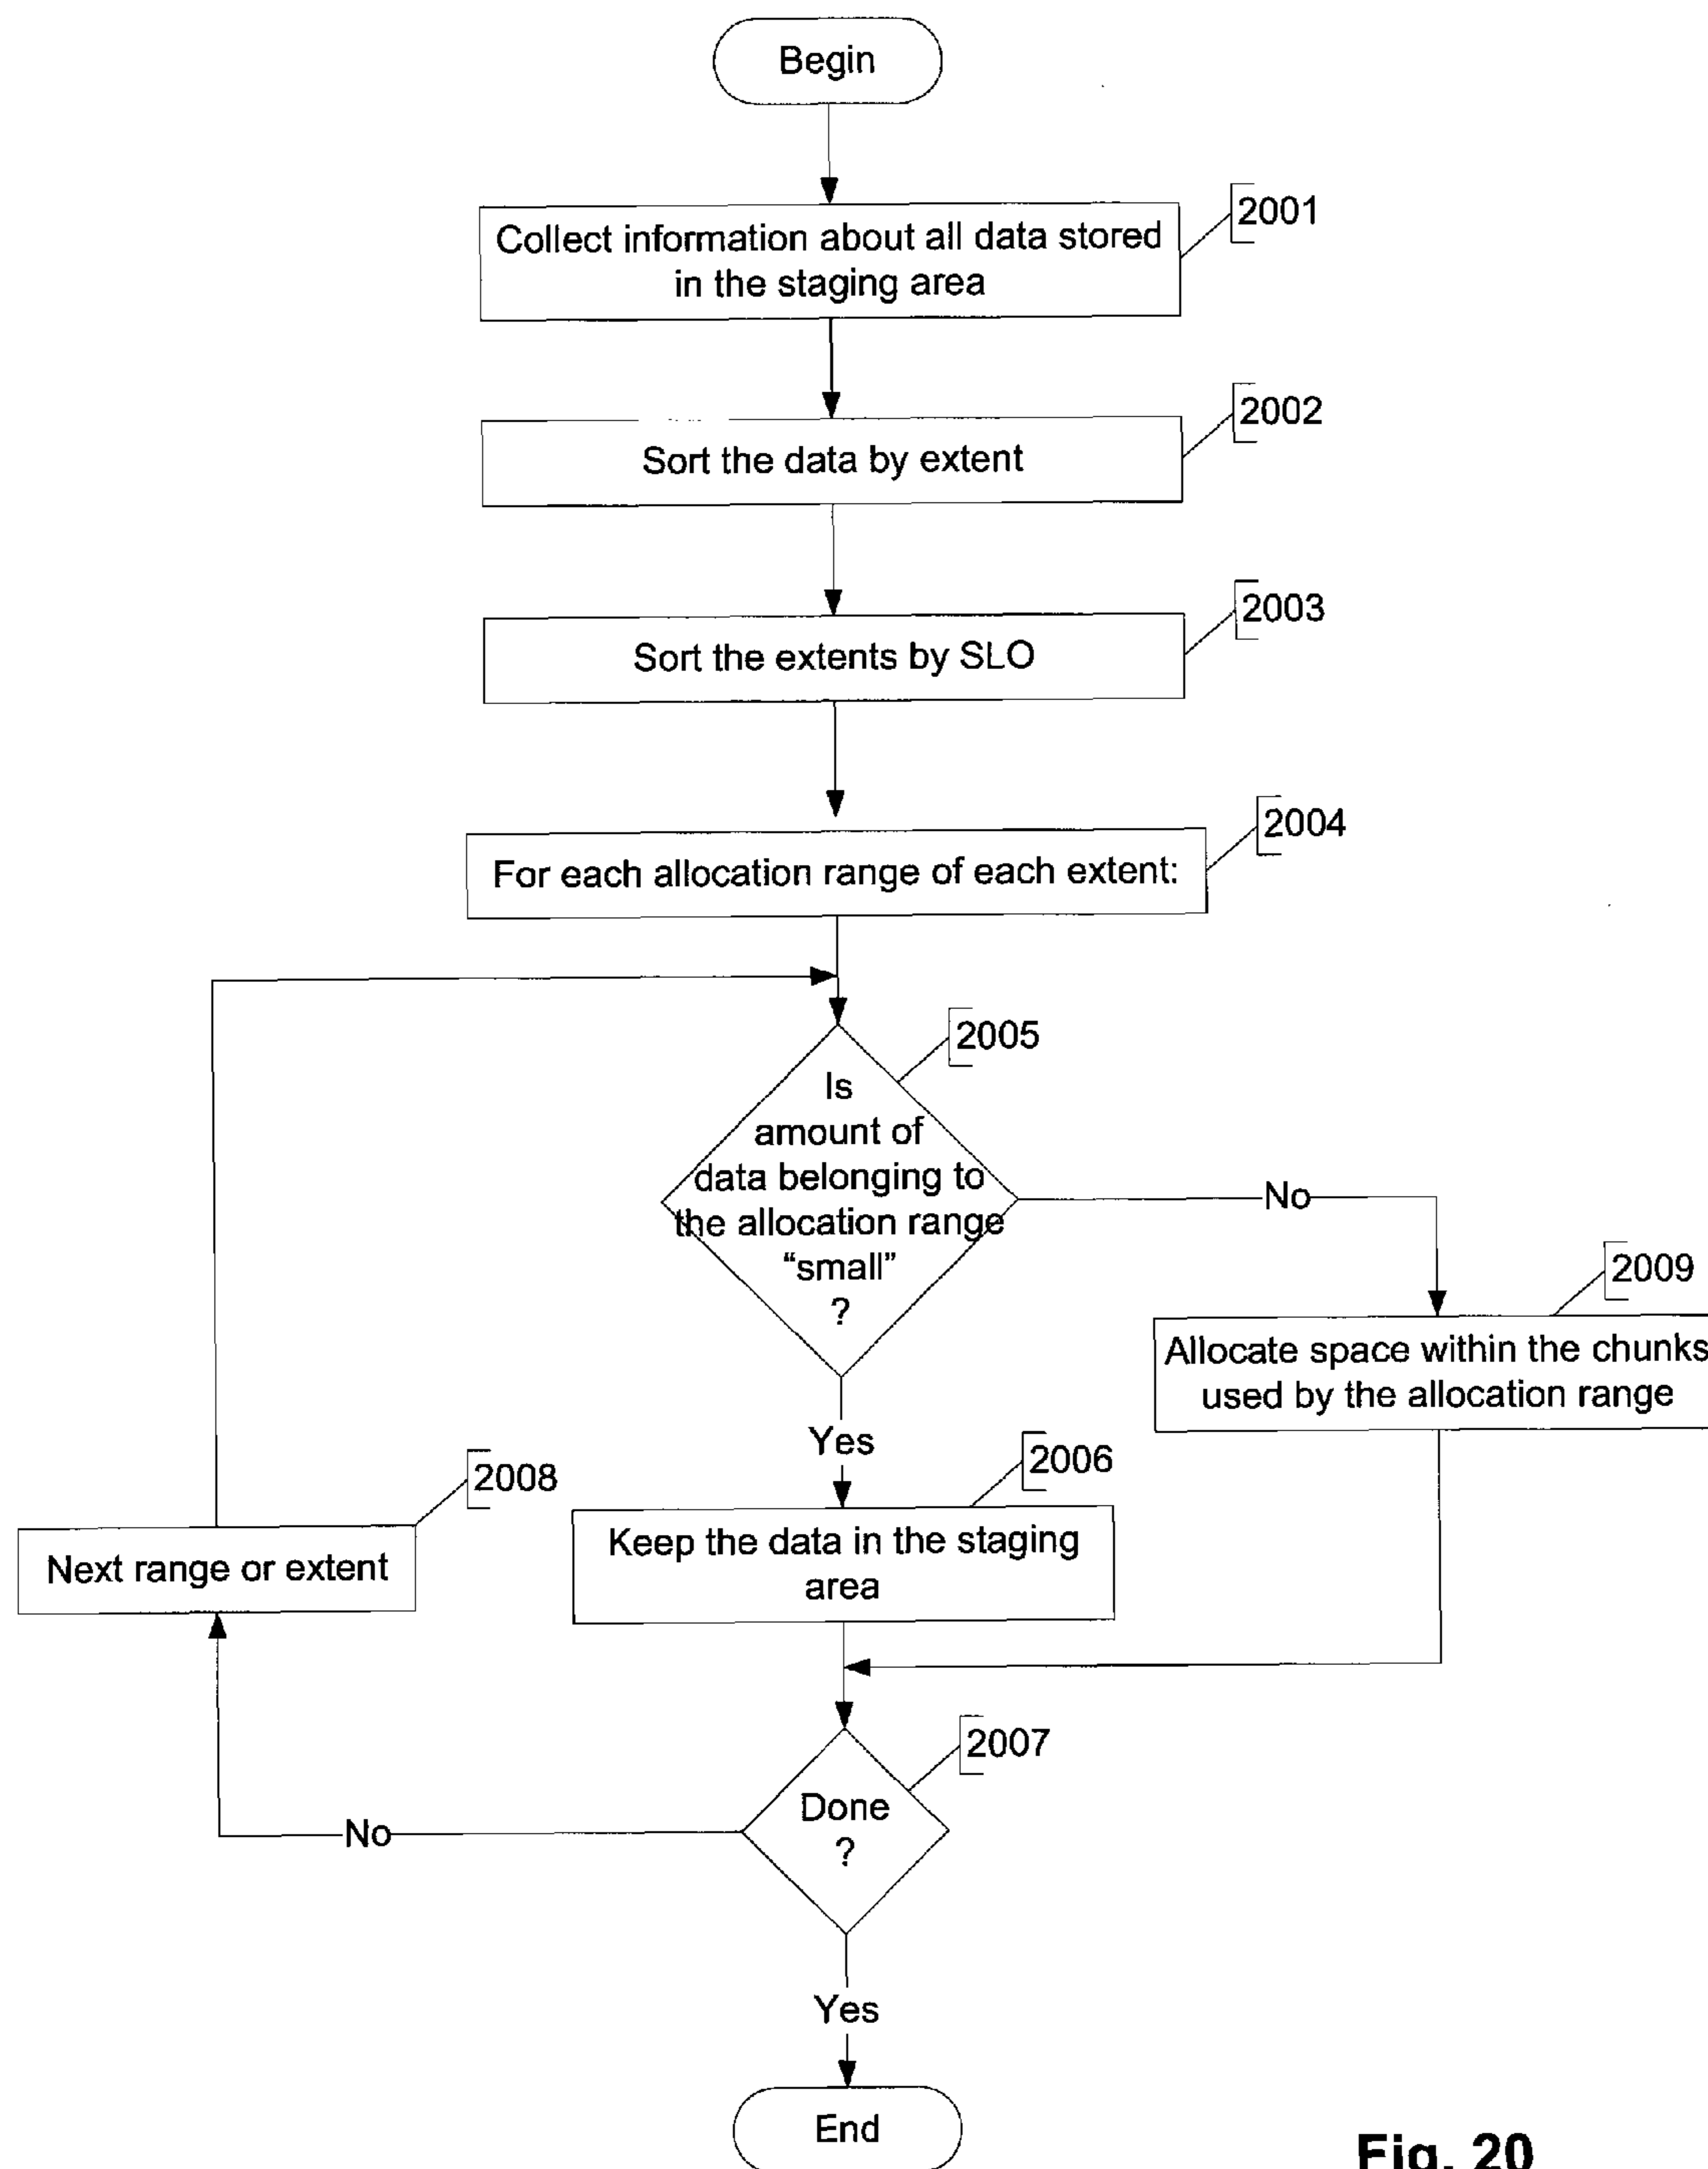 Begin
2001
Collect information about all data stored
in the staging area
2002
Sort the data by extent
2003
Sort the extents by SLO
2004
For each allocation range of each extent:
2005
Is
amount of
data belonging to
the allocation range
“small”
?
No
2009
Allocate space within the chunks
used by the allocation range
Yes
2006
Keep the data in the staging
area
2008
Next range or extent
2007
Done
?
No
Yes
End
Fig. 20